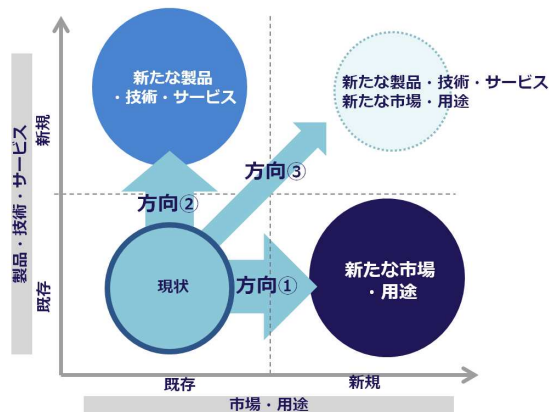 新たな製品
・技術・サービス
新たな製品・技術・サービス
新たな市場・用途
製品・技術・サービス
新規
既存
方向③
方向②
方向①
現状
新たな市場
・用途
既存
新規
市場・用途